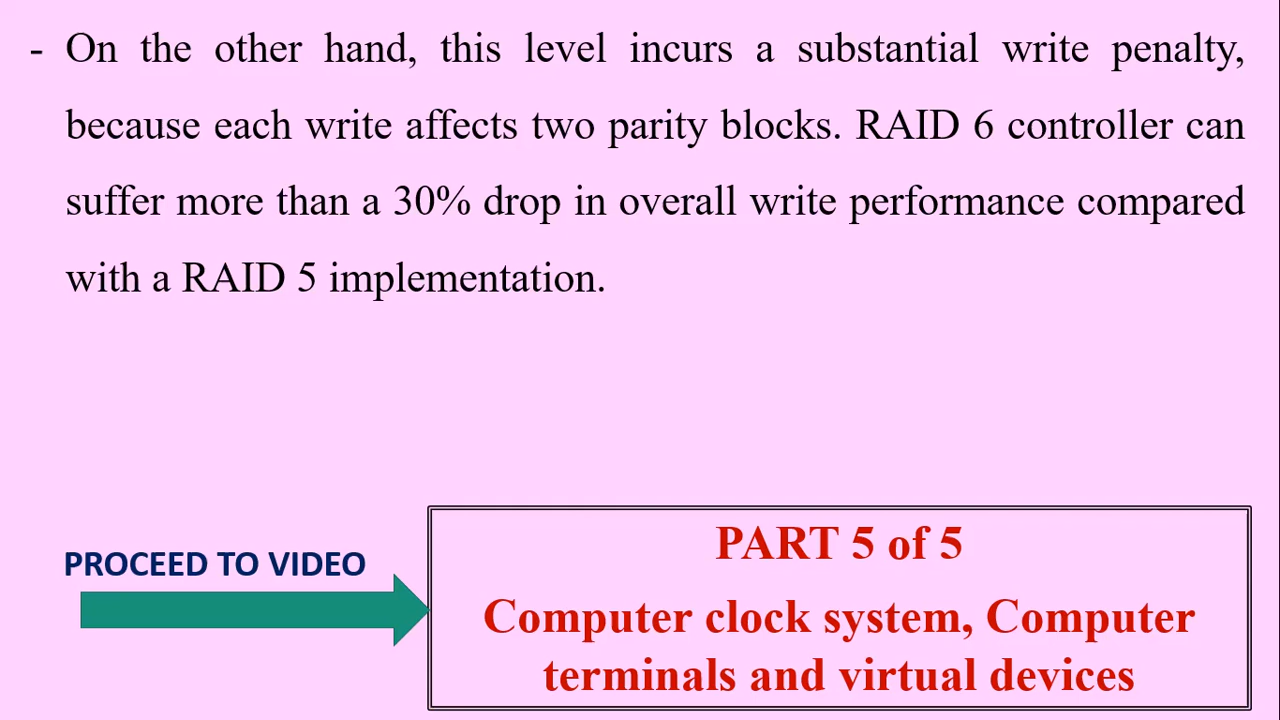 - On the other hand, this level incurs a substantial write penalty,
because each write affects two parity blocks. RAID 6 controller can
suffer more than a 30% drop in overall write performance compared
with a RAID 5 implementation.
PROCEED TO VIDEO
PART 5 of 5
Computer clock system, Computer
terminals and virtual devices